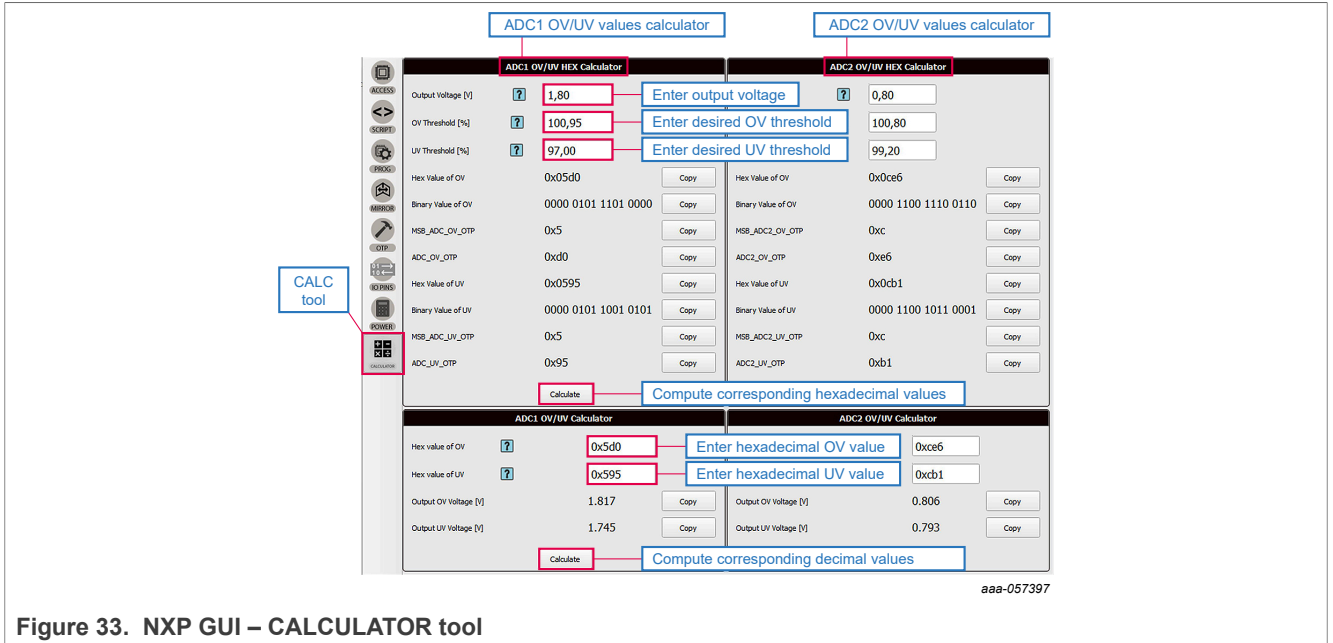 ADC1 OV/UV values calculator
ADC2 OV/UV values calculator
ACCESS
SCRIPT
PROG
MIRROR
OTP
IO PINS
POWER
CALCULATOR
CALC
tool
ADC1 OV/UV HEX Calculator
Output Voltage [V] ? 1,80 Enter output voltage
OV Threshold [%] ? 100,95 Enter desired OV threshold
UV Threshold [%] ? 97,00 Enter desired UV threshold
Hex Value of OV 0x05d0 Copy
Binary Value of OV 0000 0101 1101 0000 Copy
MSB_ADC_OV_OTP 0x5 Copy
ADC_OV_OTP 0xd0 Copy
Hex Value of UV 0x0595 Copy
Binary Value of UV 0000 0101 1001 0101 Copy
MSB_ADC_UV_OTP 0x5 Copy
ADC_UV_OTP 0x95 Copy
Calculate Compute corresponding hexadecimal values
ADC2 OV/UV HEX Calculator
? 0,80
100,80
99,20
Hex Value of OV 0x0ce6 Copy
Binary Value of OV 0000 1100 1110 0110 Copy
MSB_ADC2_OV_OTP 0xc Copy
ADC2_OV_OTP 0xe6 Copy
Hex Value of UV 0x0cb1 Copy
Binary Value of UV 0000 1100 1011 0001 Copy
MSB_ADC2_UV_OTP 0xc Copy
ADC2_UV_OTP 0xb1 Copy
ADC1 OV/UV Calculator
Hex value of OV ? 0x5d0 Enter hexadecimal OV value
Hex value of UV ? 0x595 Enter hexadecimal UV value
Output OV Voltage [V] 1.817 Copy
Output UV Voltage [V] 1.745 Copy
Calculate Compute corresponding decimal values
ADC2 OV/UV Calculator
0xce6
0xcb1
Output OV Voltage [V] 0.806 Copy
Output UV Voltage [V] 0.793 Copy
aaa-057397
Figure 33. NXP GUI – CALCULATOR tool